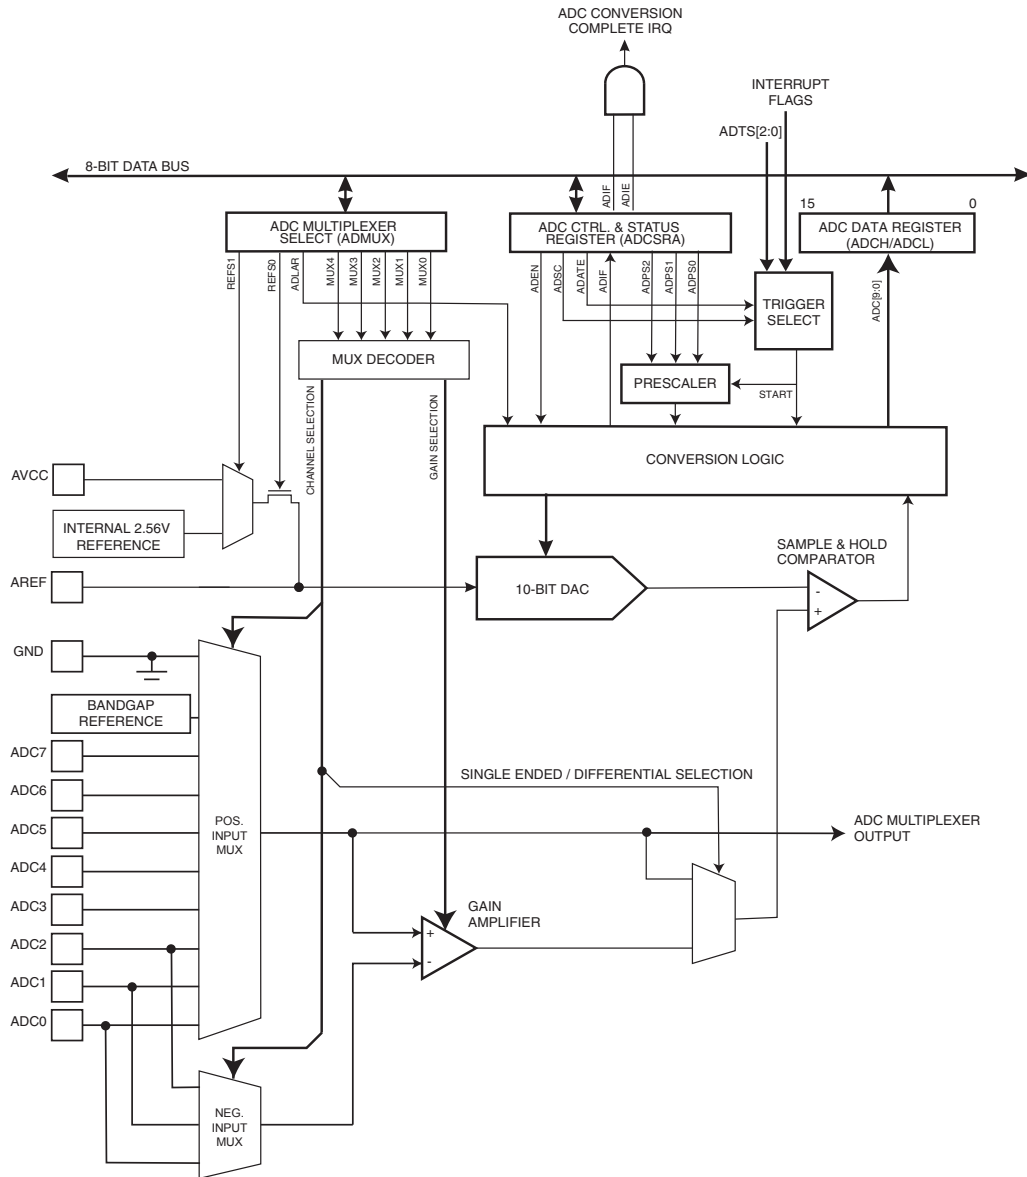 ADC CONVERSION
COMPLETE IRQ
INTERRUPT
FLAGS
ADTS[2:0]
8-BIT DATA BUS
ADIF
ADIE
15
0
ADC MULTIPLEXER
SELECT (ADMUX)
ADC CTRL. & STATUS
REGISTER (ADCSRA)
ADC DATA REGISTER
(ADCH/ADCL)
REFS1
REFS0
ADLAR
MUX4
MUX3
MUX2
MUX1
MUX0
ADEN
ADSC
ADATE
ADIF
ADPS2
ADPS1
ADPS0
ADC[9:0]
TRIGGER
SELECT
MUX DECODER
PRESCALER
START
CHANNEL SELECTION
GAIN SELECTION
CONVERSION LOGIC
AVCC
INTERNAL 2.56V
REFERENCE
SAMPLE & HOLD
COMPARATOR
AREF
10-BIT DAC
-
+
GND
BANDGAP
REFERENCE
ADC7
SINGLE ENDED / DIFFERENTIAL SELECTION
ADC6
ADC5
POS.
INPUT
MUX
ADC MULTIPLEXER
OUTPUT
ADC4
ADC3
GAIN
AMPLIFIER
+
-
ADC2
ADC1
ADC0
NEG.
INPUT
MUX